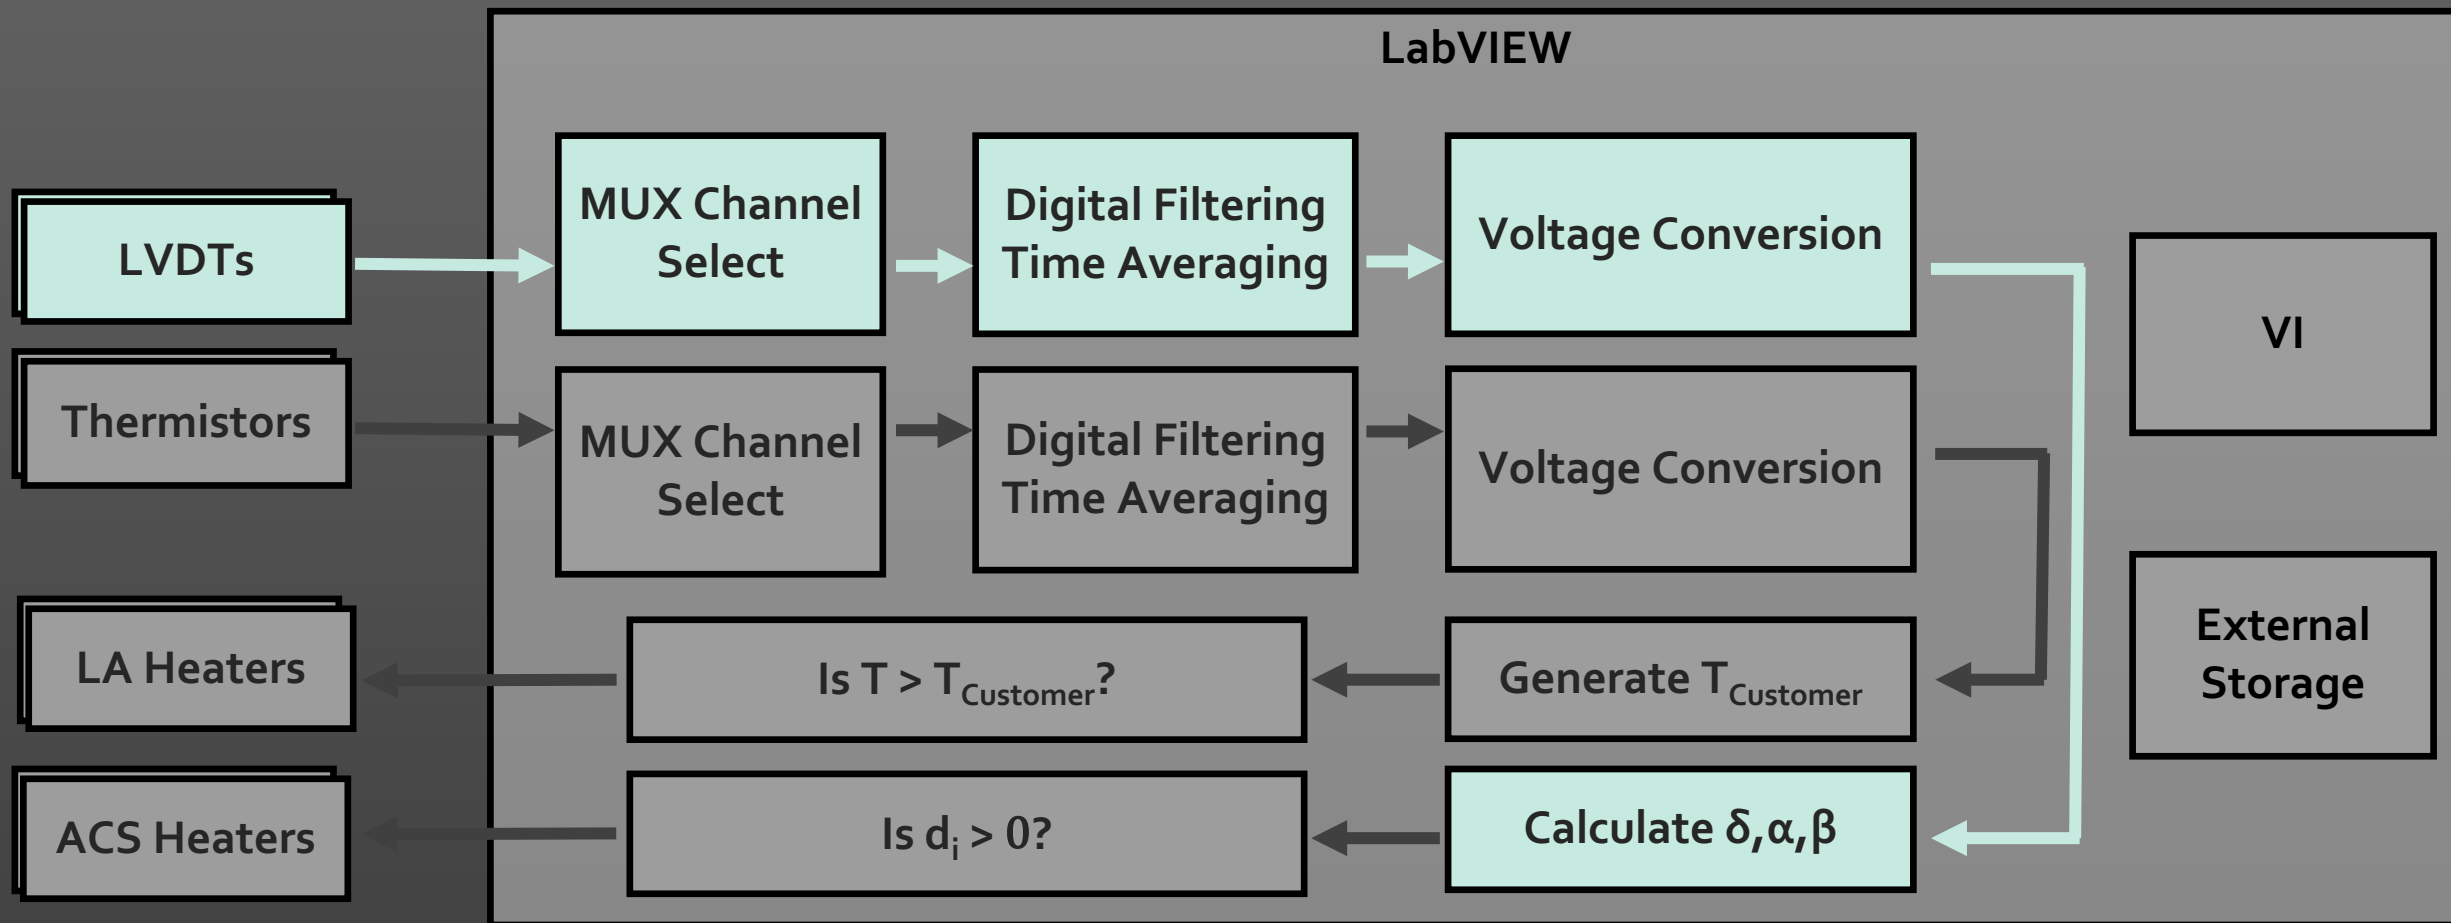 LabVIEW
LVDTs
MUX Channel
Select
Digital Filtering
Time Averaging
Voltage Conversion
VI
Thermistors
MUX Channel
Select
Digital Filtering
Time Averaging
Voltage Conversion
External
Storage
LA Heaters
Is T > TCustomer?
Generate TCustomer
ACS Heaters
Is di > 0?
Calculate δ,α,β